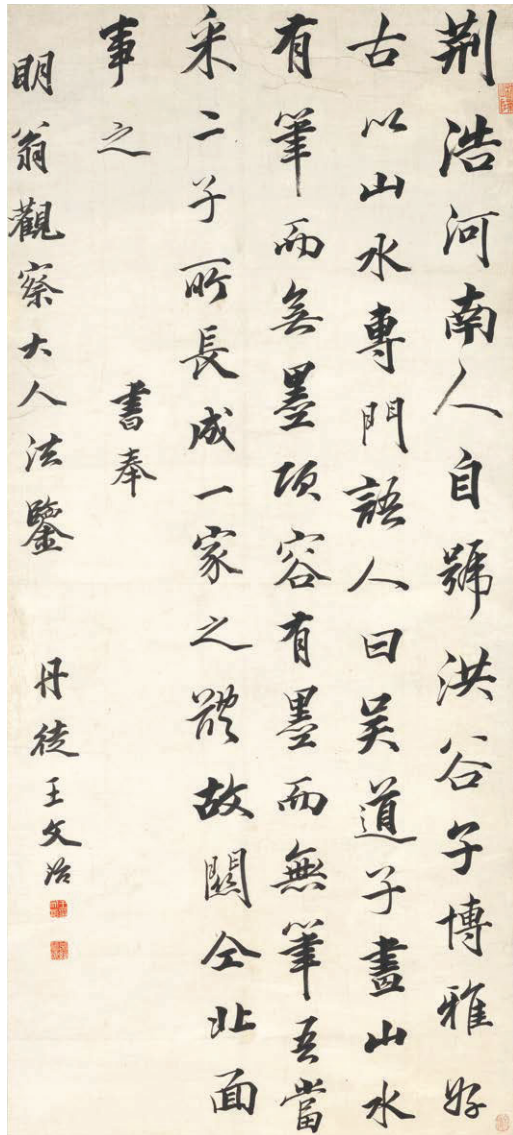 荆浩河南人自號洪谷子博雅好
古以山水專門語人曰吴道子畫山水
有筆而無墨項容有墨而無筆吾當
采二子所長成一家之體故關仝北面
事之
書奉
明翁觀察大人法鑒
丹徒王文治